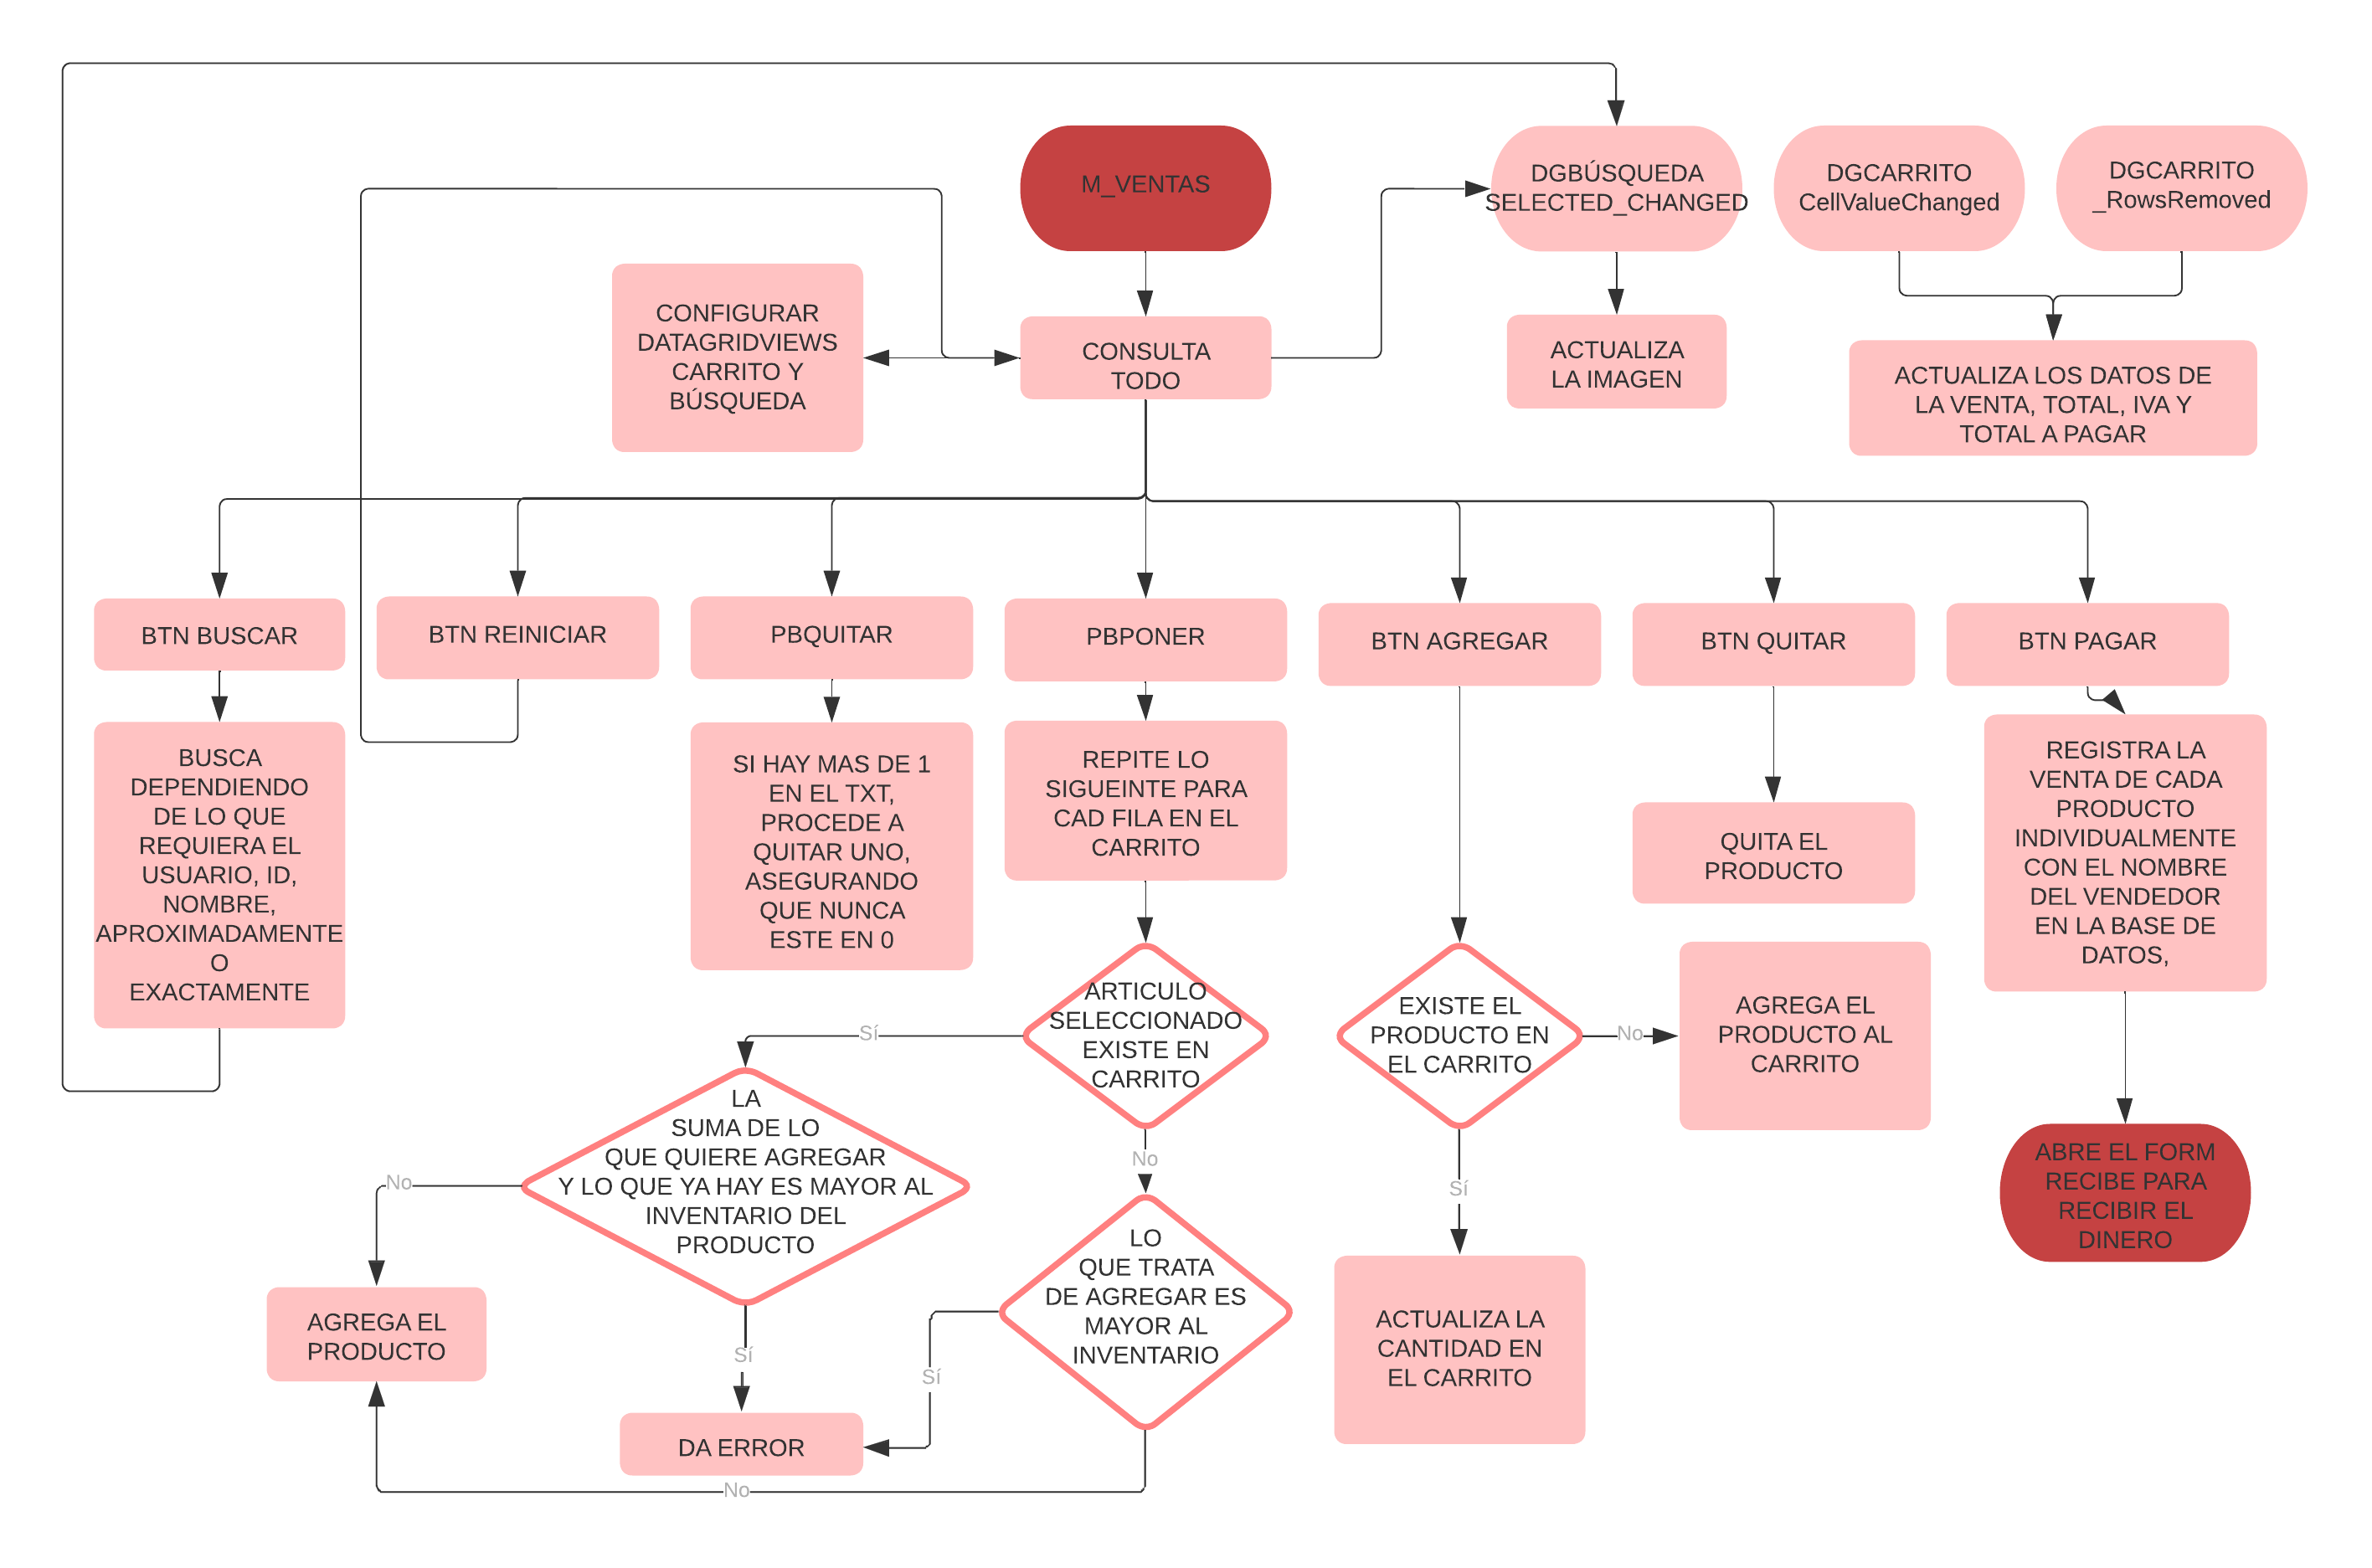 M_VENTAS
DGBÚSQUEDA
SELECTED_CHANGED
DGCARRITO
CellValueChanged
DGCARRITO
_RowsRemoved
CONFIGURAR
DATAGRIDVIEWS
CARRITO Y
BÚSQUEDA
CONSULTA
TODO
ACTUALIZA
LA IMAGEN
ACTUALIZA LOS DATOS DE
LA VENTA, TOTAL, IVA Y
TOTAL A PAGAR
BTN BUSCAR
BTN REINICIAR
PBQUITAR
PBPONER
BTN AGREGAR
BTN QUITAR
BTN PAGAR
BUSCA
DEPENDIENDO
DE LO QUE
REQUIERA EL
USUARIO, ID,
NOMBRE,
APROXIMADAMENTE
O
EXACTAMENTE
SI HAY MAS DE 1
EN EL TXT,
PROCEDE A
QUITAR UNO,
ASEGURANDO
QUE NUNCA
ESTE EN 0
REPITE LO
SIGUEINTE PARA
CAD FILA EN EL
CARRITO
QUITA EL
PRODUCTO
REGISTRA LA
VENTA DE CADA
PRODUCTO
INDIVIDUALMENTE
CON EL NOMBRE
DEL VENDEDOR
EN LA BASE DE
DATOS,
ARTICULO
SELECCIONADO
EXISTE EN
CARRITO
EXISTE EL
PRODUCTO EN
EL CARRITO
No
AGREGA EL
PRODUCTO AL
CARRITO
Sí
LA
SUMA DE LO
QUE QUIERE AGREGAR
Y LO QUE YA HAY ES MAYOR AL
INVENTARIO DEL
PRODUCTO
No
No
Sí
ABRE EL FORM
RECIBE PARA
RECIBIR EL
DINERO
LO
QUE TRATA
DE AGREGAR ES
MAYOR AL
INVENTARIO
AGREGA EL
PRODUCTO
Sí
Sí
ACTUALIZA LA
CANTIDAD EN
EL CARRITO
DA ERROR
No